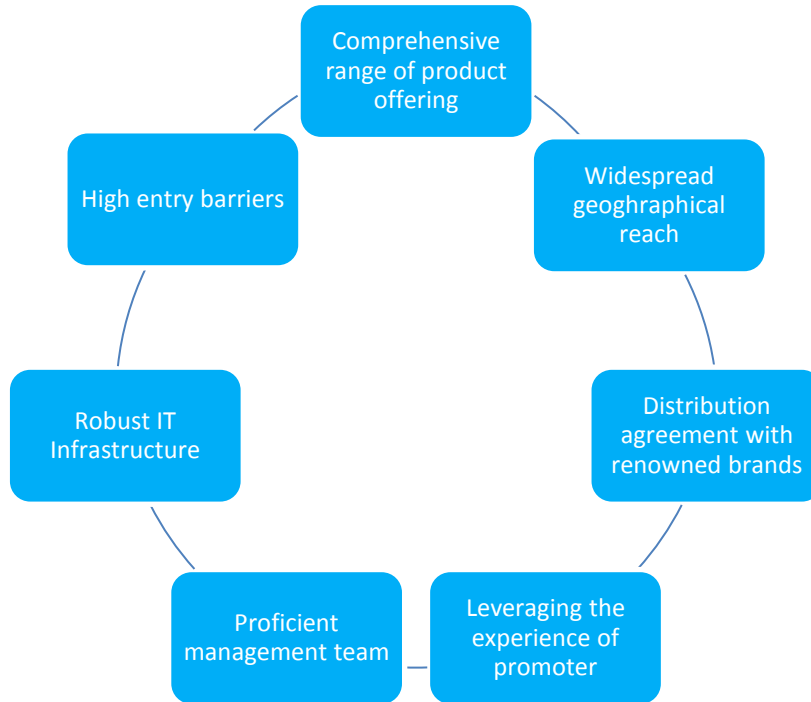 Comprehensive
range of product
offering
Widespread
geoghraphical
reach
Distribution
agreement with
renowned brands
Leveraging the
experience of
promoter
Proficient
management team
Robust IT
Infrastructure
High entry barriers